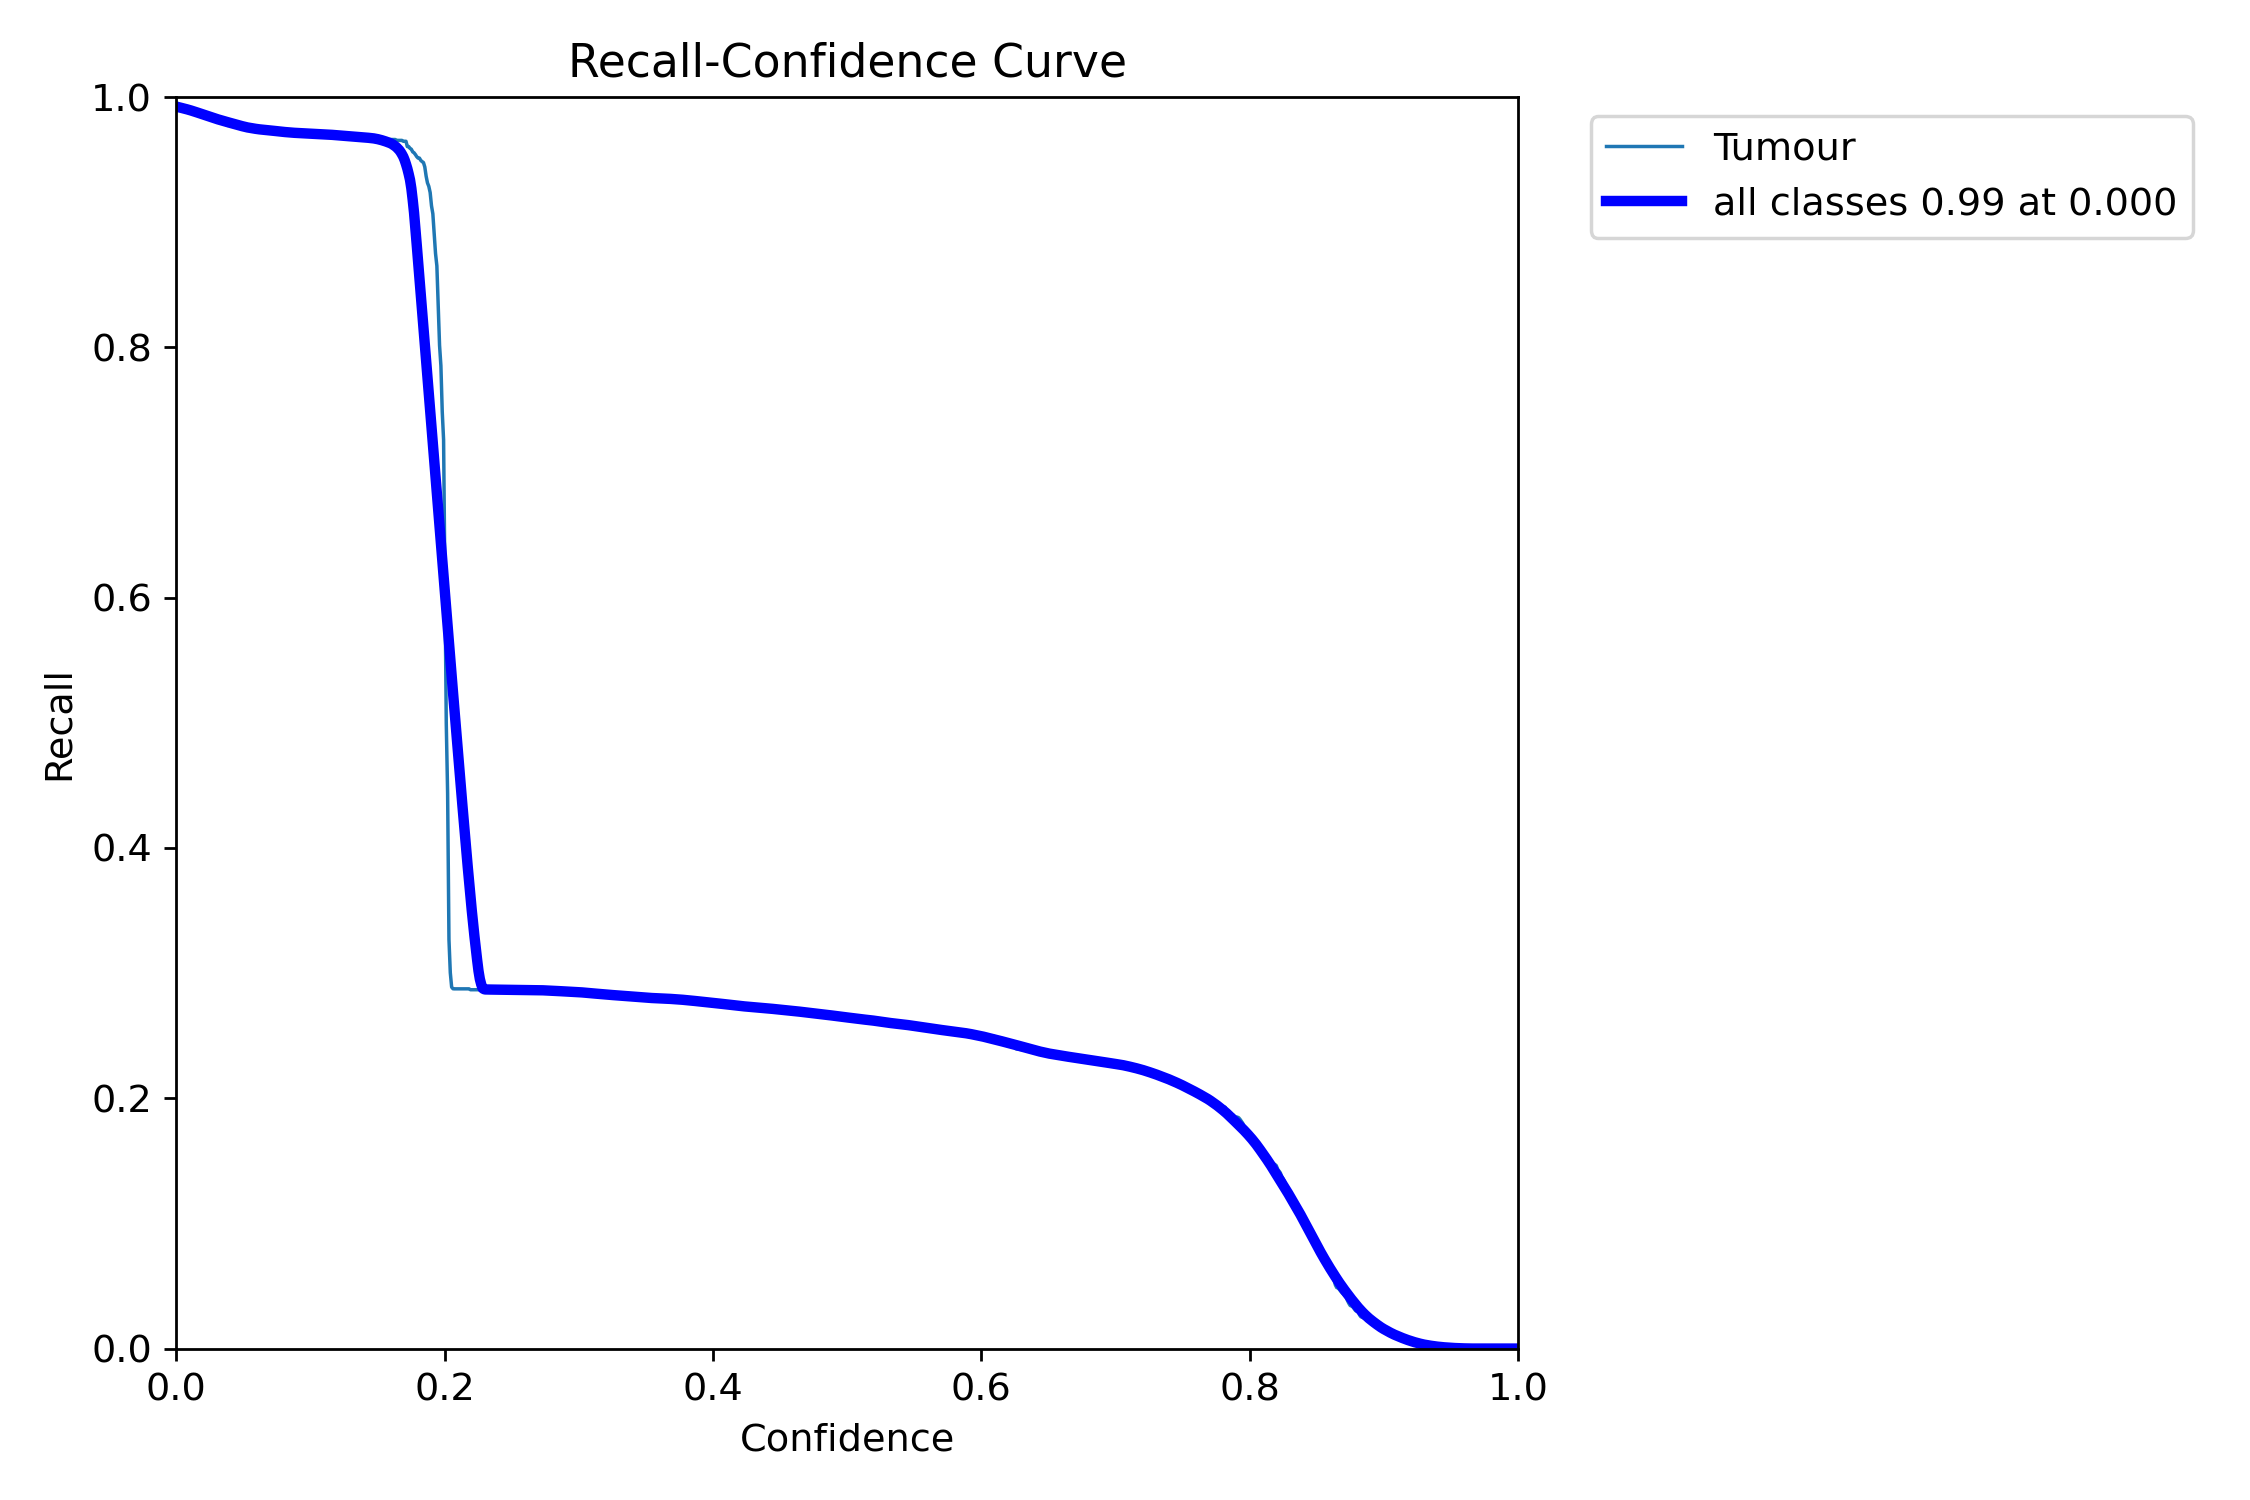 Recall-Confidence Curve
Tumour
all classes 0.99 at 0.000
1.0
0.8
0.6
0.4
0.2
0.0
Recall
0.0 0.2 0.4 0.6 0.8 1.0
Confidence